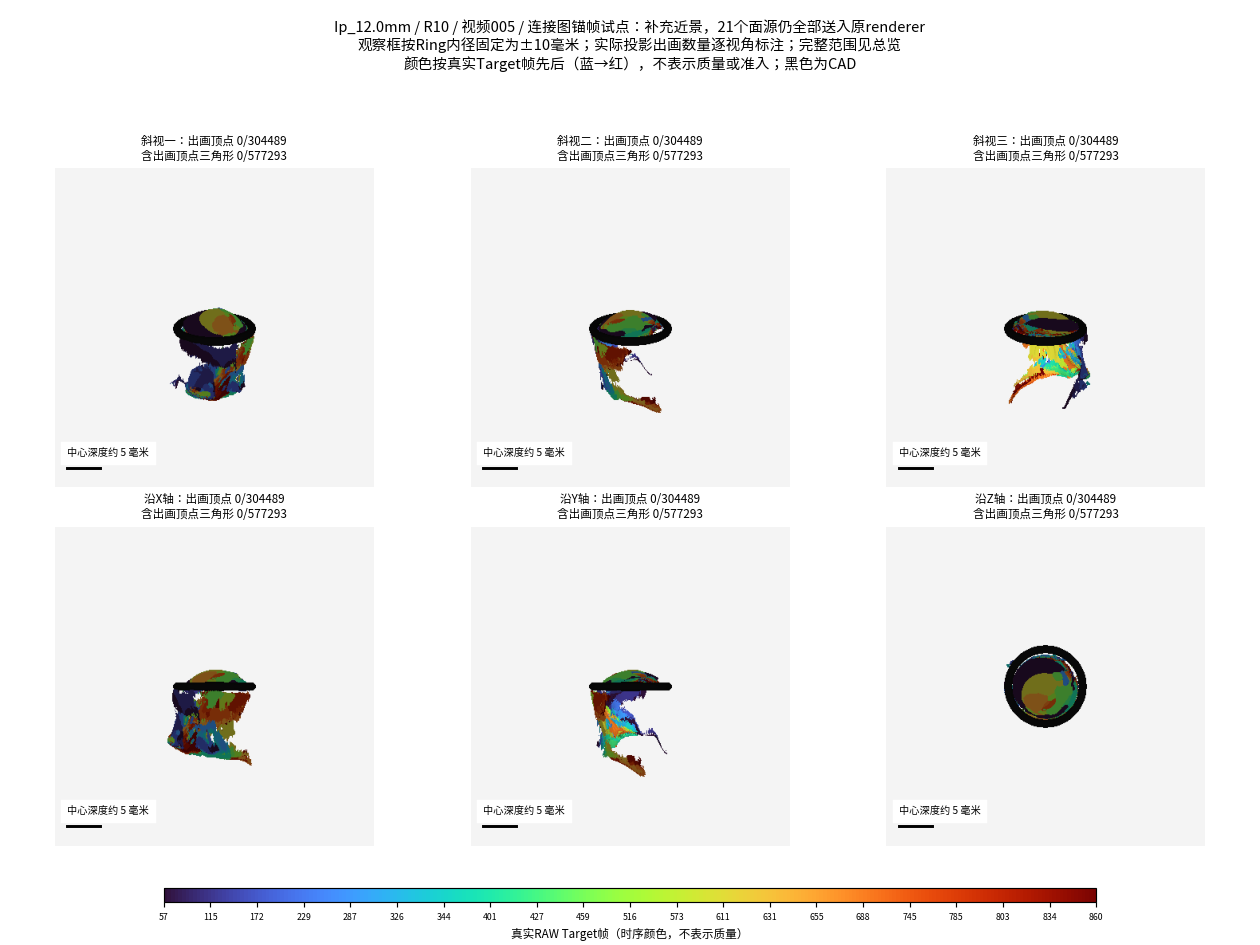 Ip_12.0mm / R10 / 视频005 / 连接图锚帧试点：补充近景，21个面源仍全部送入原renderer
观察框按Ring内径固定为±10毫米；实际投影出画数量逐视角标注；完整范围见总览
颜色按真实Target帧先后（蓝→红），不表示质量或准入；黑色为CAD
斜视一：出画顶点 0/304489
含出画顶点三角形 0/577293
斜视二：出画顶点 0/304489
含出画顶点三角形 0/577293
斜视三：出画顶点 0/304489
含出画顶点三角形 0/577293
中心深度约 5 毫米
中心深度约 5 毫米
中心深度约 5 毫米
沿X轴：出画顶点 0/304489
含出画顶点三角形 0/577293
沿Y轴：出画顶点 0/304489
含出画顶点三角形 0/577293
沿Z轴：出画顶点 0/304489
含出画顶点三角形 0/577293
中心深度约 5 毫米
中心深度约 5 毫米
中心深度约 5 毫米
57 115 172 229 287 326 344 401 427 459 516 573 611 631 655 688 745 785 803 834 860
真实RAW Target帧（时序颜色，不表示质量）